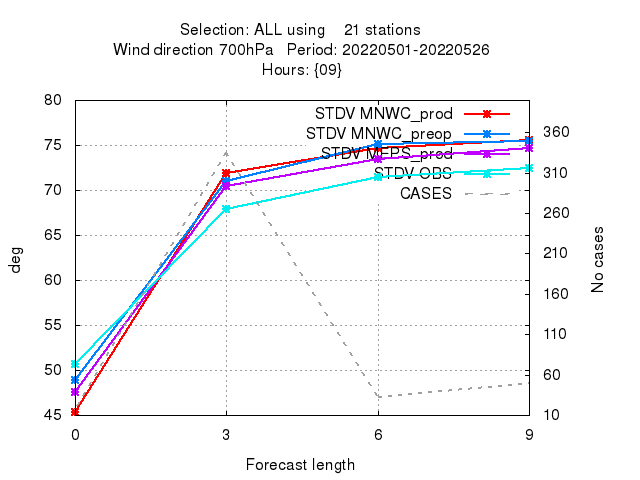 Selection: ALL using 21 stations
Wind direction 700hPa Period: 20220501-20220526
Hours: {09}
80
75
70
65
60
55
50
45
deg
STDV MNWC_prod
STDV MNWC_preop
STDV MEPS_prod
STDV OBS
CASES
360
310
260
210
160
110
60
10
No cases
0 3 6 9
Forecast length